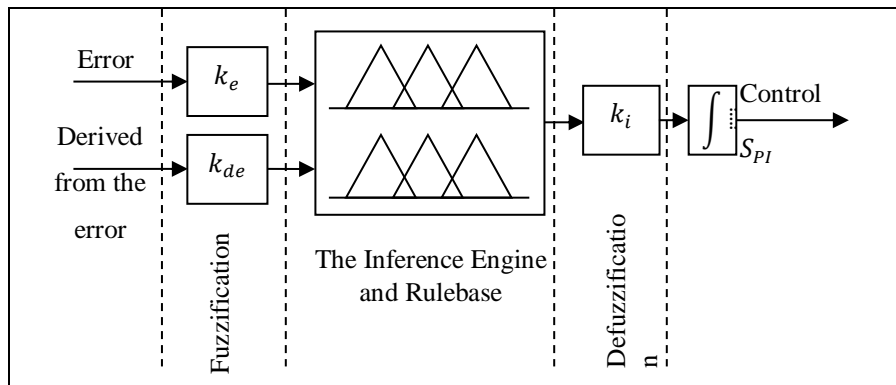 Error
k_e
Derived
from the
error
k_de
Fuzzification
The Inference Engine
and Rulebase
k_i
Defuzzificatio
n
∫
Control
S_PI